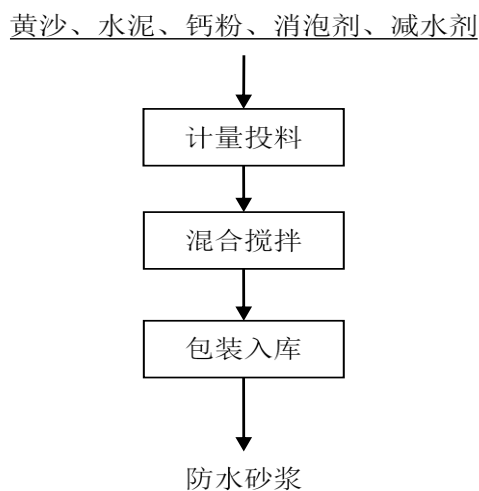 黄沙、水泥、钙粉、消泡剂、减水剂
计量投料
混合搅拌
包装入库
防水砂浆